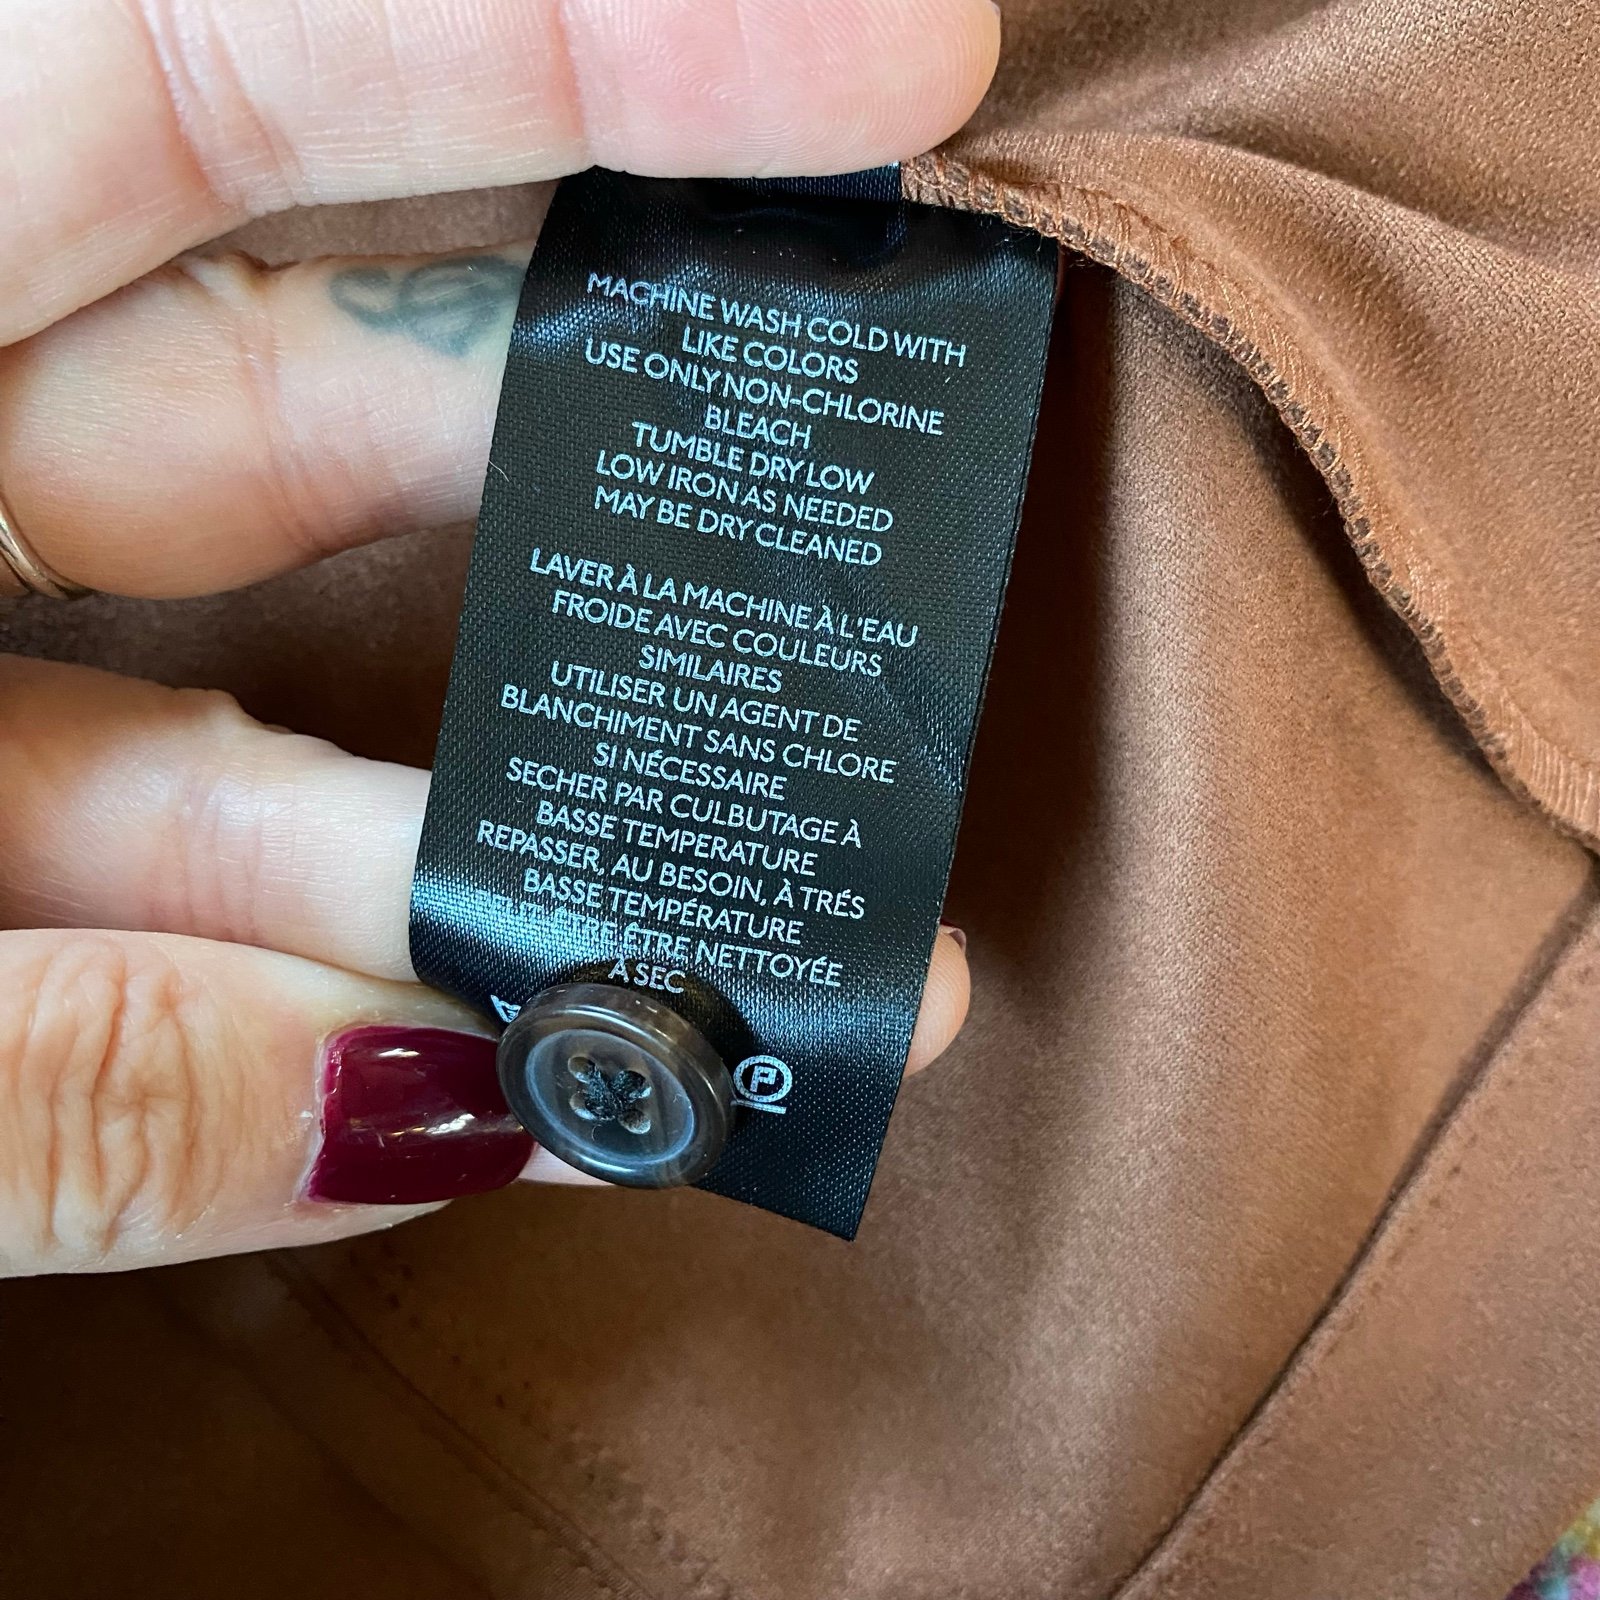 MACHINE WASH COLD WITH
LIKE COLORS
USE ONLY NON-CHLORINE
BLEACH
TUMBLE DRY LOW
LOW IRON AS NEEDED
MAY BE DRY CLEANED
LAVER À LA MACHINE À L'EAU
FROIDE AVEC COULEURS
SIMILAIRES
UTILISER UN AGENT DE
BLANCHIMENT SANS CHLORE
SI NÉCESSAIRE
SECHER PAR CULBUTAGE À
BASSE TEMPERATURE
REPASSER, AU BESOIN, À TRÉS
BASSE TEMPÉRATURE
ÊTRE NETTOYÉE
À SEC
P